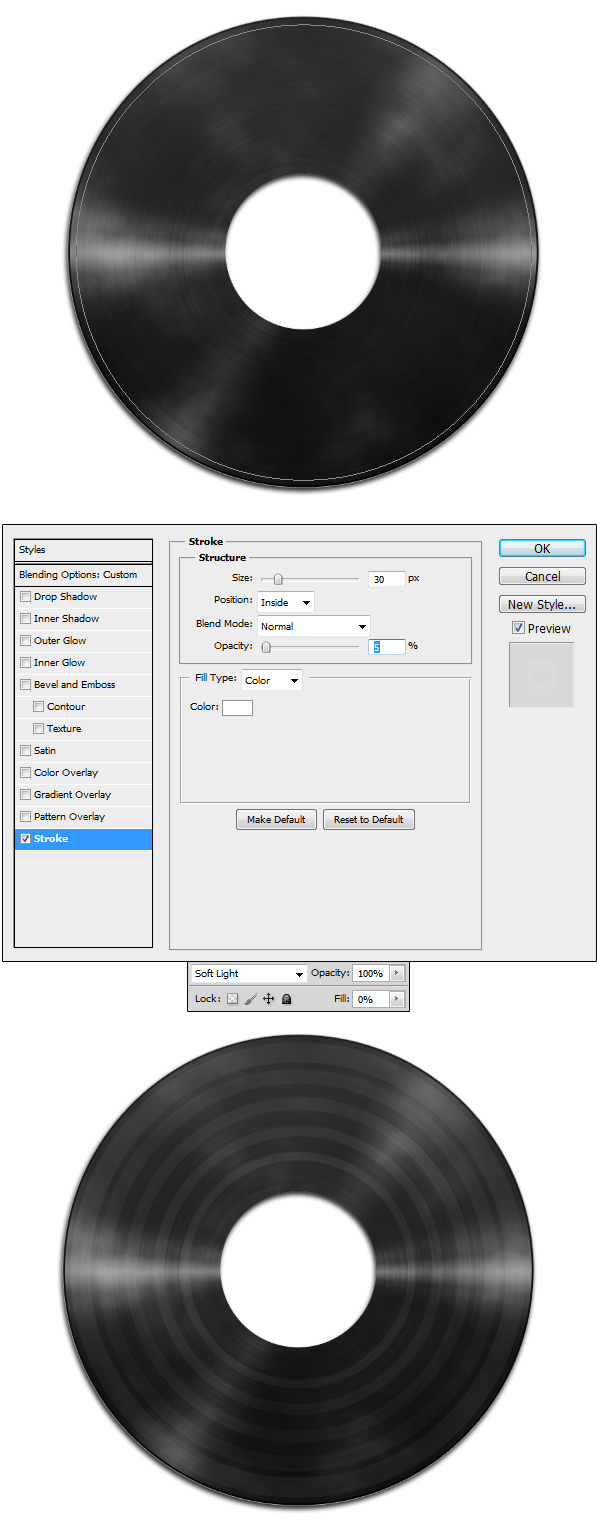 Styles
Blending Options: Custom
Drop Shadow
Inner Shadow
Outer Glow
Inner Glow
Bevel and Emboss
Contour
Texture
Satin
Color Overlay
Gradient Overlay
Pattern Overlay
Stroke
Stroke
Structure
Size: 30 px
Position: Inside
Blend Mode: Normal
Opacity: 5 %
Fill Type: Color
Color:
Make Default Reset to Default
OK
Cancel
New Style...
Preview
Soft Light Opacity: 100%
Lock: Fill: 0%